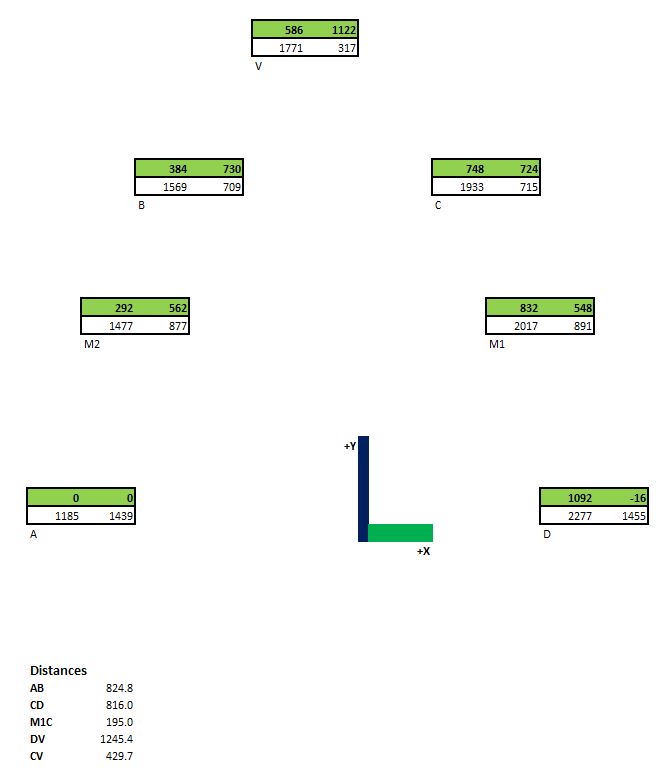 586 1122
1771 317
V
384 730
1569 709
B
748 724
1933 715
C
292 562
1477 877
M2
832 548
2017 891
M1
+Y
0 0
1185 1439
A
1092 -16
2277 1455
D
+X
Distances
AB 824.8
CD 816.0
M1C 195.0
DV 1245.4
CV 429.7